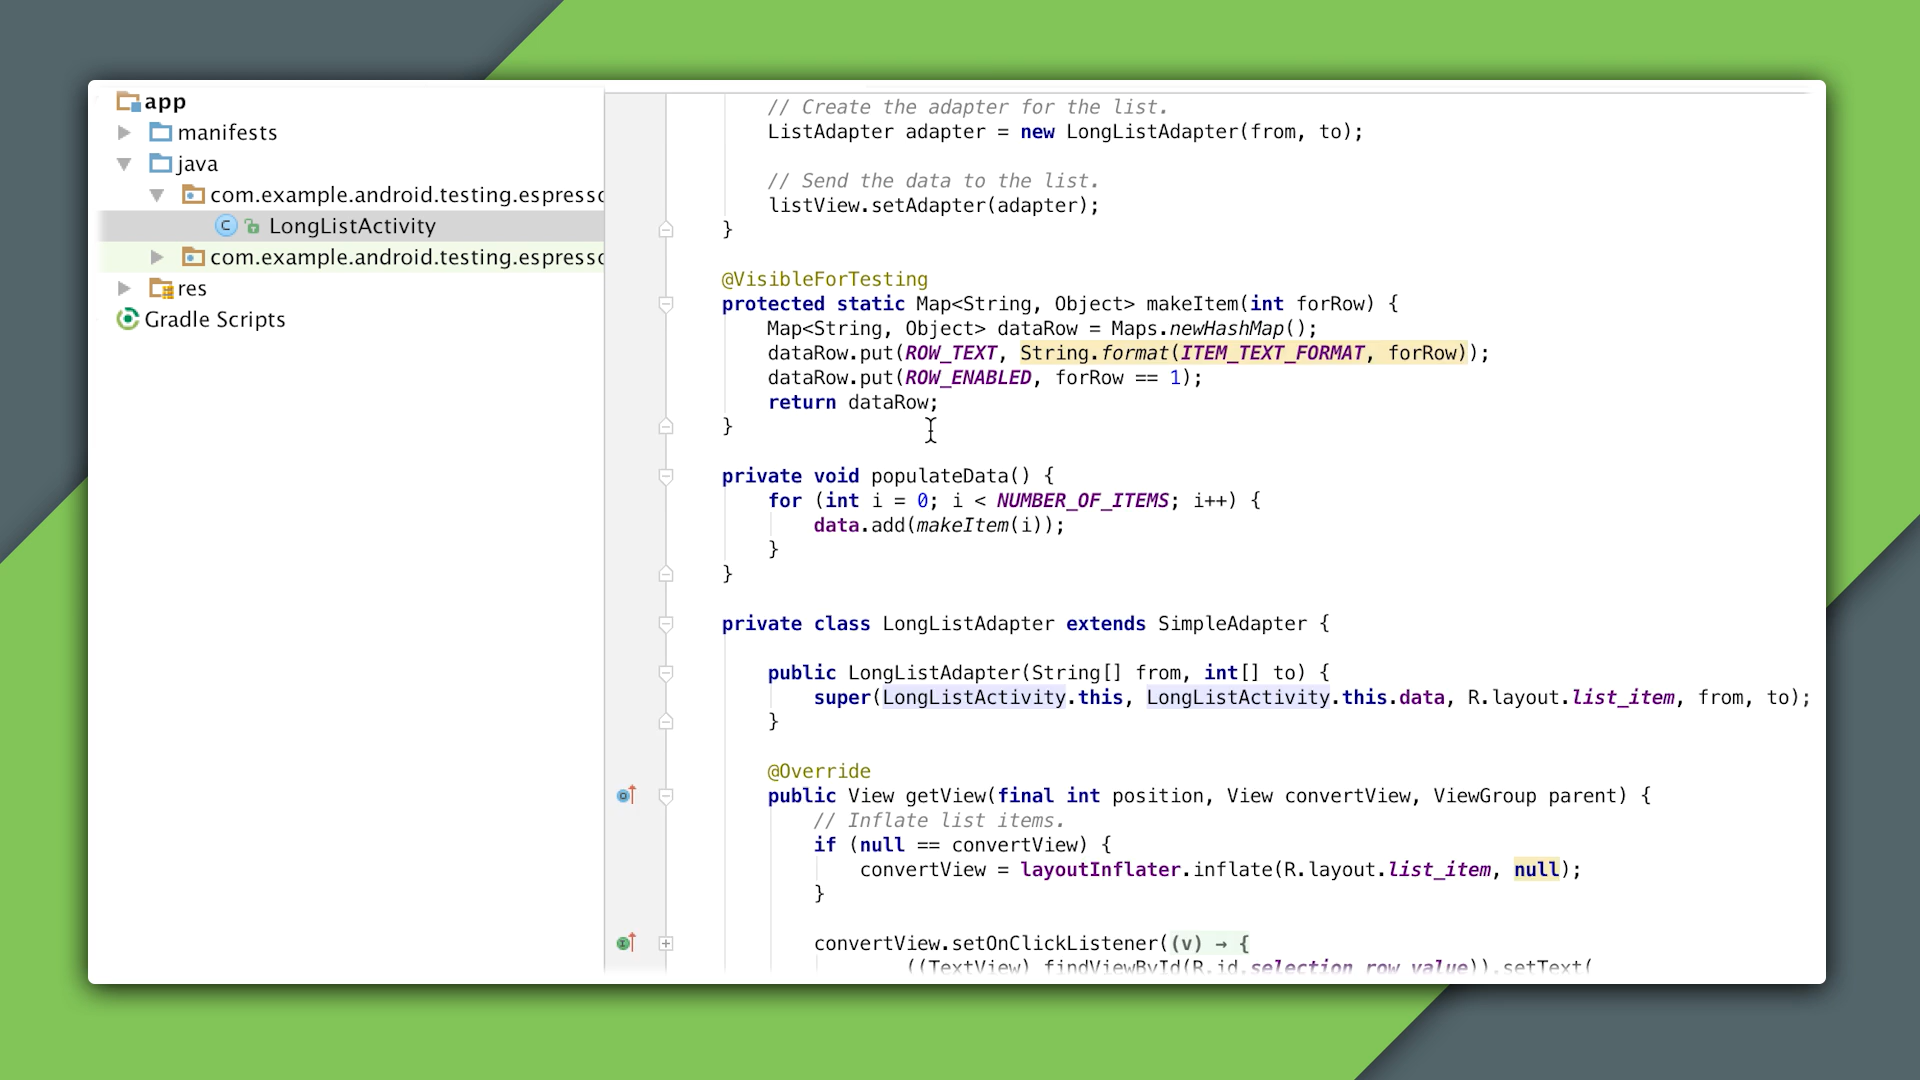 app
manifests
java
com.example.android.testing.espresso
LongListActivity
com.example.android.testing.espresso
res
Gradle Scripts
// Create the adapter for the list.
ListAdapter adapter = new LongListAdapter(from, to);
// Send the data to the list.
listView.setAdapter(adapter);
}
@VisibleForTesting
protected static Map<String, Object> makeItem(int forRow) {
Map<String, Object> dataRow = Maps.newHashMap();
dataRow.put(ROW_TEXT, String.format(ITEM_TEXT_FORMAT, forRow));
dataRow.put(ROW_ENABLED, forRow == 1);
return dataRow;
}
private void populateData() {
for (int i = 0; i < NUMBER_OF_ITEMS; i++) {
data.add(makeItem(i));
}
}
private class LongListAdapter extends SimpleAdapter {
public LongListAdapter(String[] from, int[] to) {
super(LongListActivity.this, LongListActivity.this.data, R.layout.list_item, from, to);
}
@Override
public View getView(final int position, View convertView, ViewGroup parent) {
// Inflate list items.
if (null == convertView) {
convertView = layoutInflater.inflate(R.layout.list_item, null);
}
convertView.setOnClickListener((v) → {
((TextView) findViewById(R.id.selection_row_value)).setText(